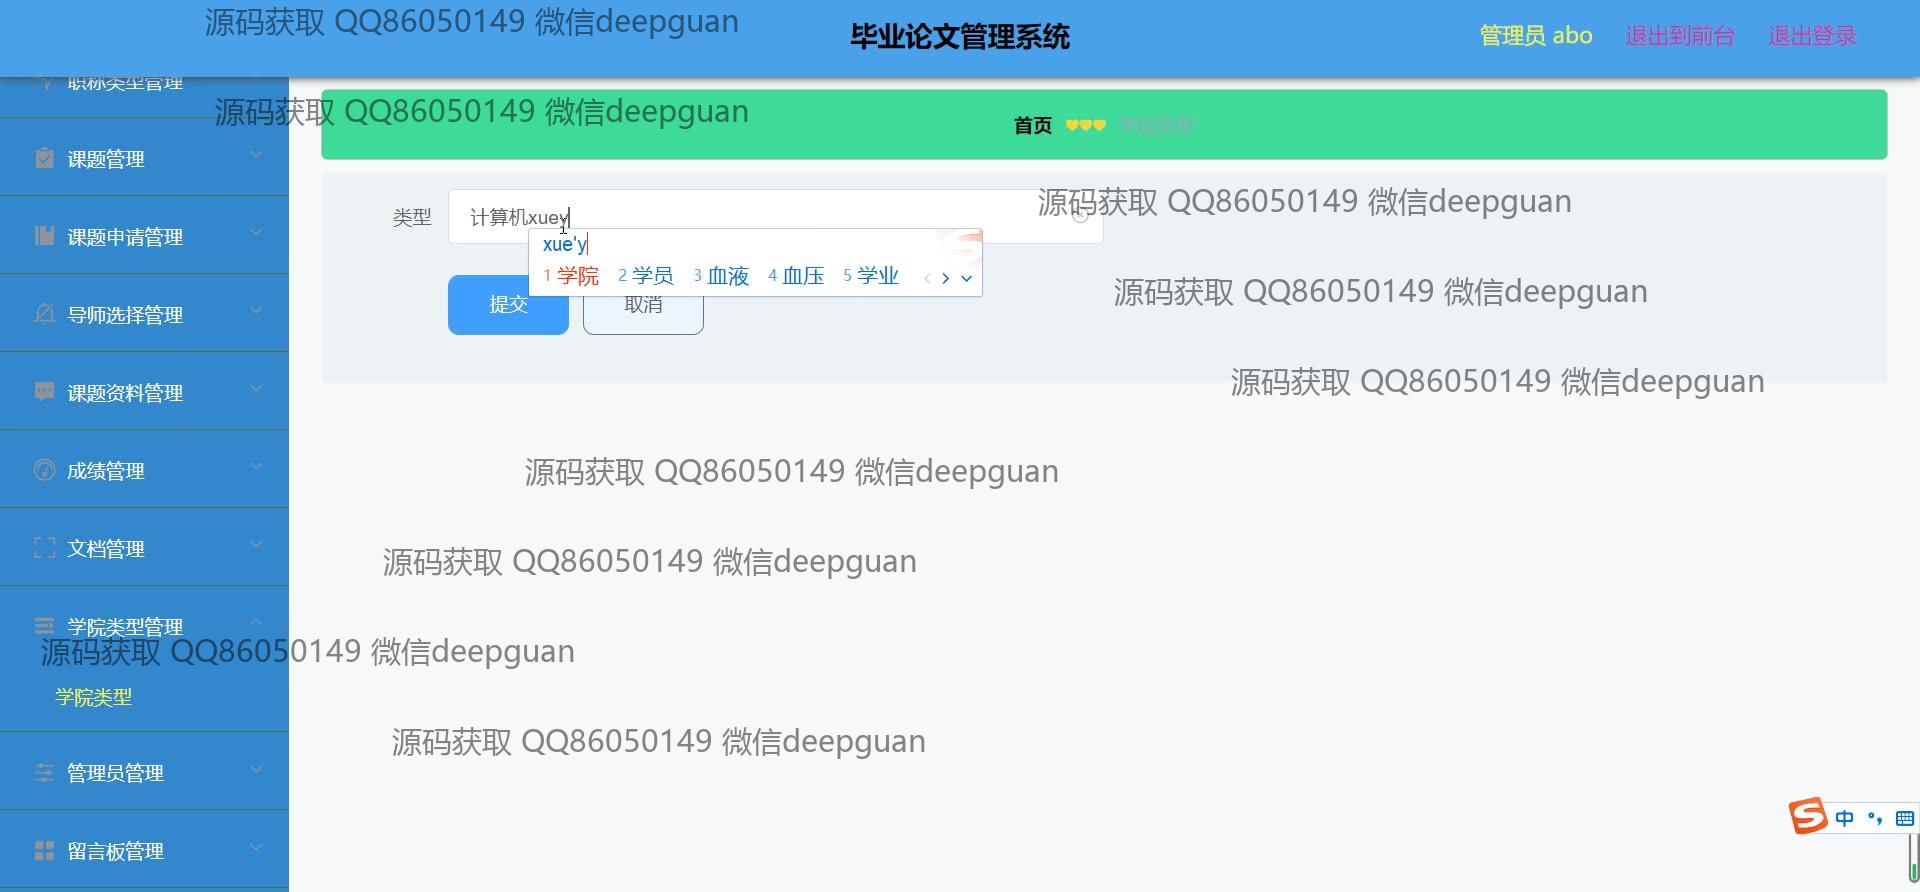 源码获取 QQ86050149 微信deepguan
毕业论文管理系统
管理员 abo
退出到前台
退出登录
职称类型管理
源码获取 QQ86050149 微信deepguan
首页
学院类型
课题管理
类型
计算机xuey
源码获取 QQ86050149 微信deepguan
课题申请管理
xue'y
1 学院 2 学员 3 血液 4 血压 5 学业
提交
取消
源码获取 QQ86050149 微信deepguan
导师选择管理
课题资料管理
源码获取 QQ86050149 微信deepguan
成绩管理
源码获取 QQ86050149 微信deepguan
文档管理
源码获取 QQ86050149 微信deepguan
学院类型管理
源码获取 QQ86050149 微信deepguan
学院类型
源码获取 QQ86050149 微信deepguan
管理员管理
中
留言板管理